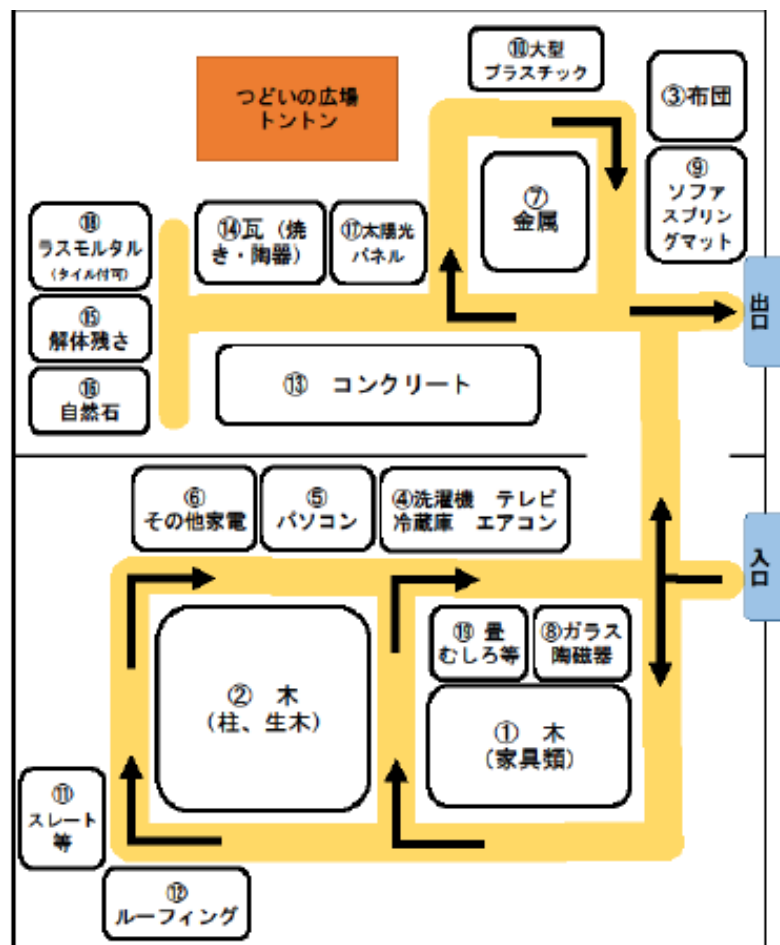 ⑩大型
プラスチック
つどいの広場
トントン
③布団
⑨
ソファ
スプリン
グマット
⑦
金属
⑱
ラスモルタル
(タイル付可)
⑭瓦（焼
き・陶器）
⑰太陽光
パネル
出口
⑮
解体残さ
⑬　コンクリート
⑯
自然石
⑥
その他家電
⑤
パソコン
④洗濯機　テレビ
冷蔵庫　エアコン
入口
②　木
(柱、生木)
⑲ 畳
むしろ等
⑧ガラス
陶磁器
①　木
(家具類)
⑪
スレート
等
⑫
ルーフィング